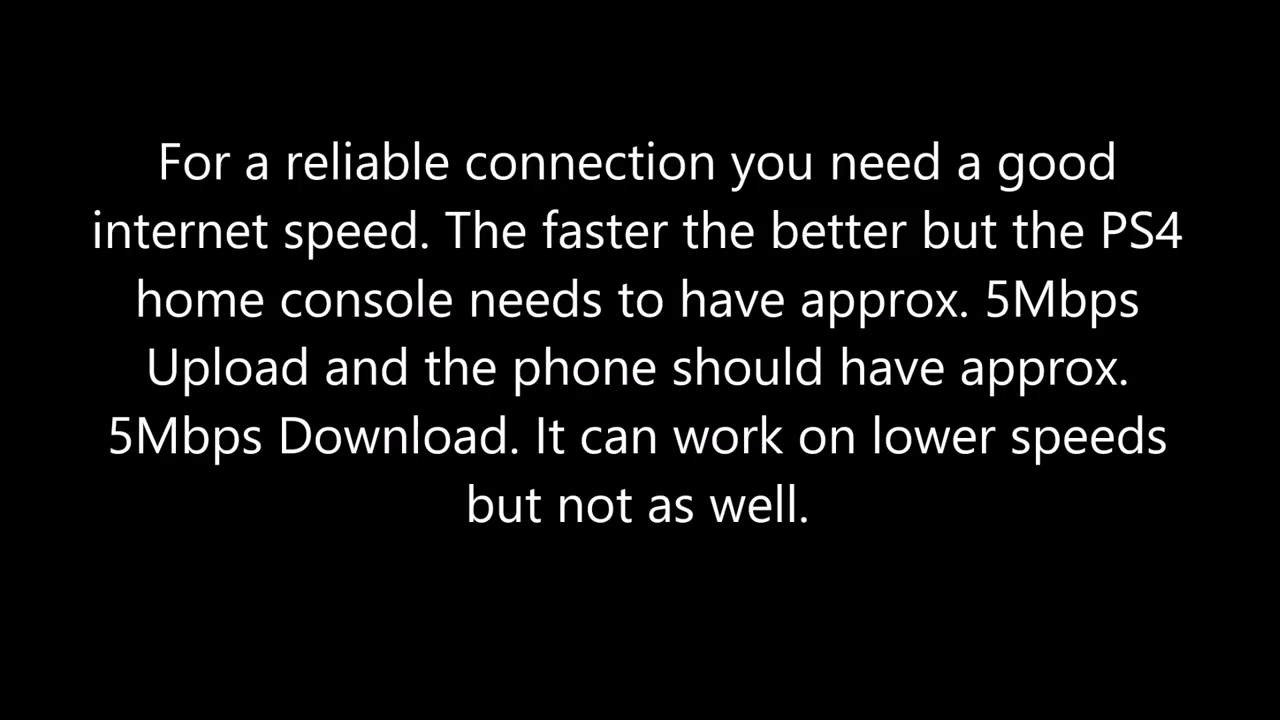 For a reliable connection you need a good
internet speed. The faster the better but the PS4
home console needs to have approx. 5Mbps
Upload and the phone should have approx.
5Mbps Download. It can work on lower speeds
but not as well.